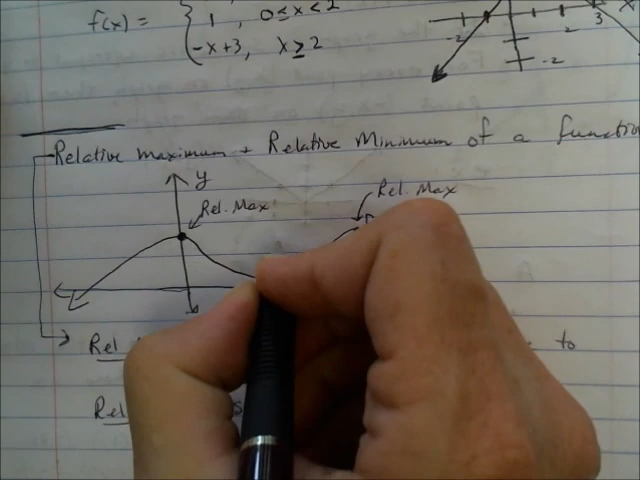 f(x) = { 1 , 0 ≤ x < 2
-x+3, x ≥ 2
-2 2 3 x
-2
Relative maximum + Relative Minimum of a function
y
Rel. Max
Rel. Max
Rel to
Rel